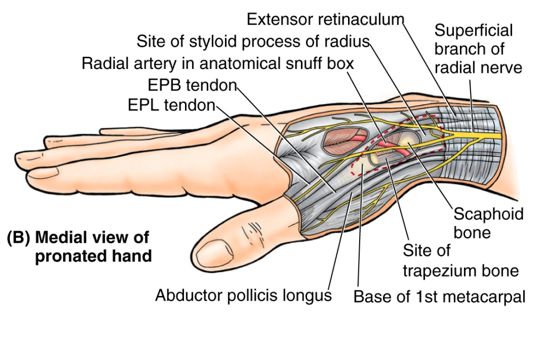 Extensor retinaculum
Site of styloid process of radius
Radial artery in anatomical snuff box
EPB tendon
EPL tendon
Superficial
branch of
radial nerve
(B) Medial view of
pronated hand
Scaphoid
bone
Site of
trapezium bone
Abductor pollicis longus
Base of 1st metacarpal